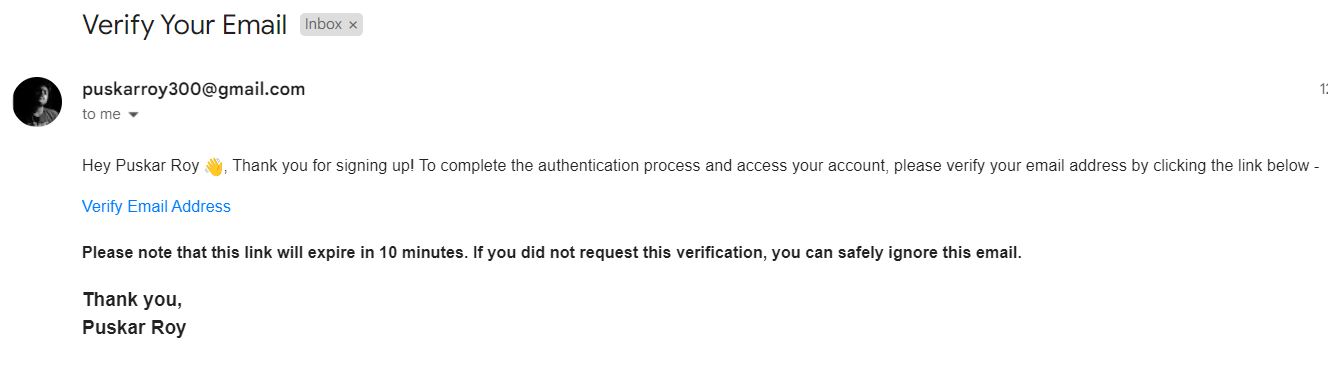 Verify Your Email Inbox ×
puskarroy300@gmail.com
to me
Hey Puskar Roy 👋, Thank you for signing up! To complete the authentication process and access your account, please verify your email address by clicking the link below -
Verify Email Address
Please note that this link will expire in 10 minutes. If you did not request this verification, you can safely ignore this email.
Thank you,
Puskar Roy